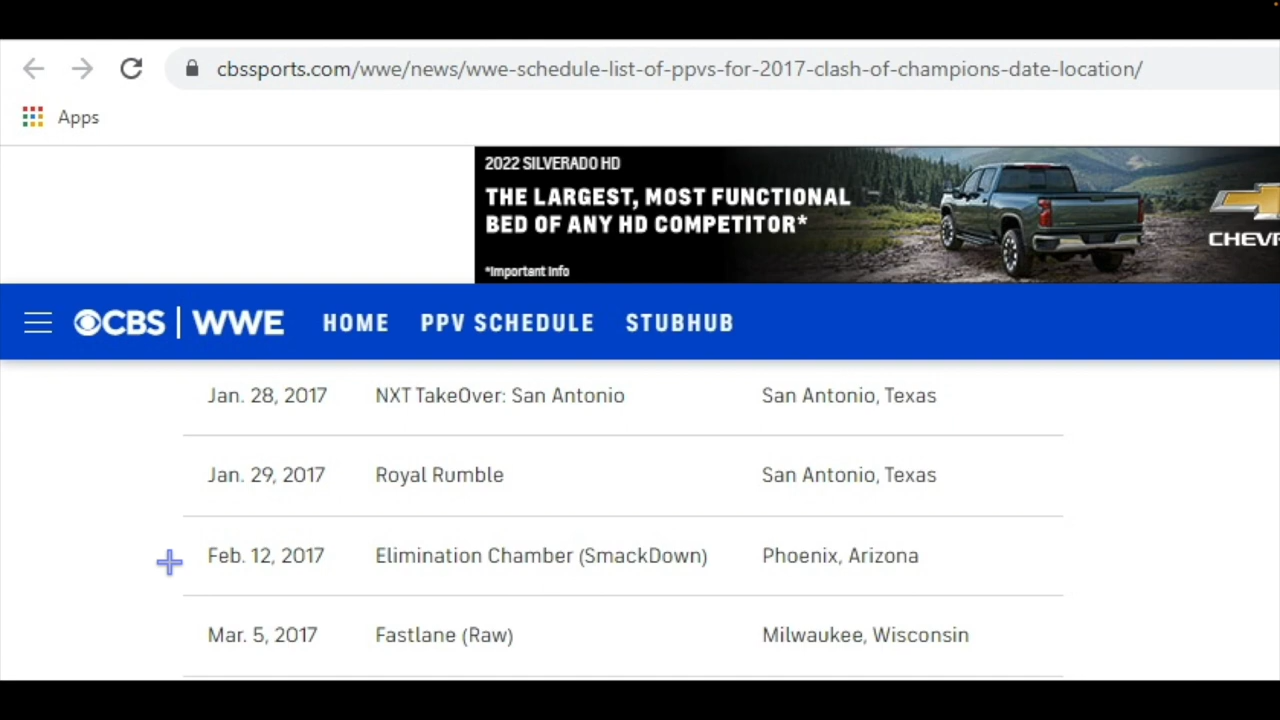 cbssports.com/wwe/news/wwe-schedule-list-of-ppvs-for-2017-clash-of-champions-date-location/
Apps
2022 SILVERADO HD
THE LARGEST, MOST FUNCTIONAL
BED OF ANY HD COMPETITOR*
*Important Info
CHEVR
CBS | WWE HOME PPV SCHEDULE STUBHUB
Jan. 28, 2017 NXT TakeOver: San Antonio San Antonio, Texas
Jan. 29, 2017 Royal Rumble San Antonio, Texas
Feb. 12, 2017 Elimination Chamber (SmackDown) Phoenix, Arizona
Mar. 5, 2017 Fastlane (Raw) Milwaukee, Wisconsin